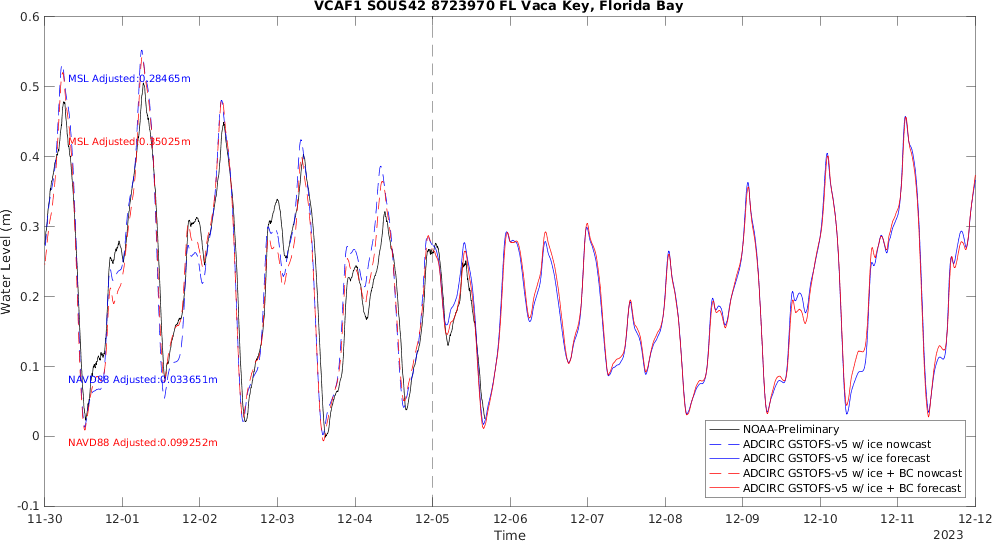 VCAF1 SOUS42 8723970 FL Vaca Key, Florida Bay
Water Level (m)
0.6
0.5
0.4
0.3
0.2
0.1
0
-0.1
MSL Adjusted:0.28465m
MSL Adjusted:0.35025m
NAVD88 Adjusted:0.033651m
NAVD88 Adjusted:0.099252m
NOAA-Preliminary
ADCIRC GSTOFS-v5 w/ ice nowcast
ADCIRC GSTOFS-v5 w/ ice forecast
ADCIRC GSTOFS-v5 w/ ice + BC nowcast
ADCIRC GSTOFS-v5 w/ ice + BC forecast
11-30 12-01 12-02 12-03 12-04 12-05 12-06 12-07 12-08 12-09 12-10 12-11 12-12
Time
2023